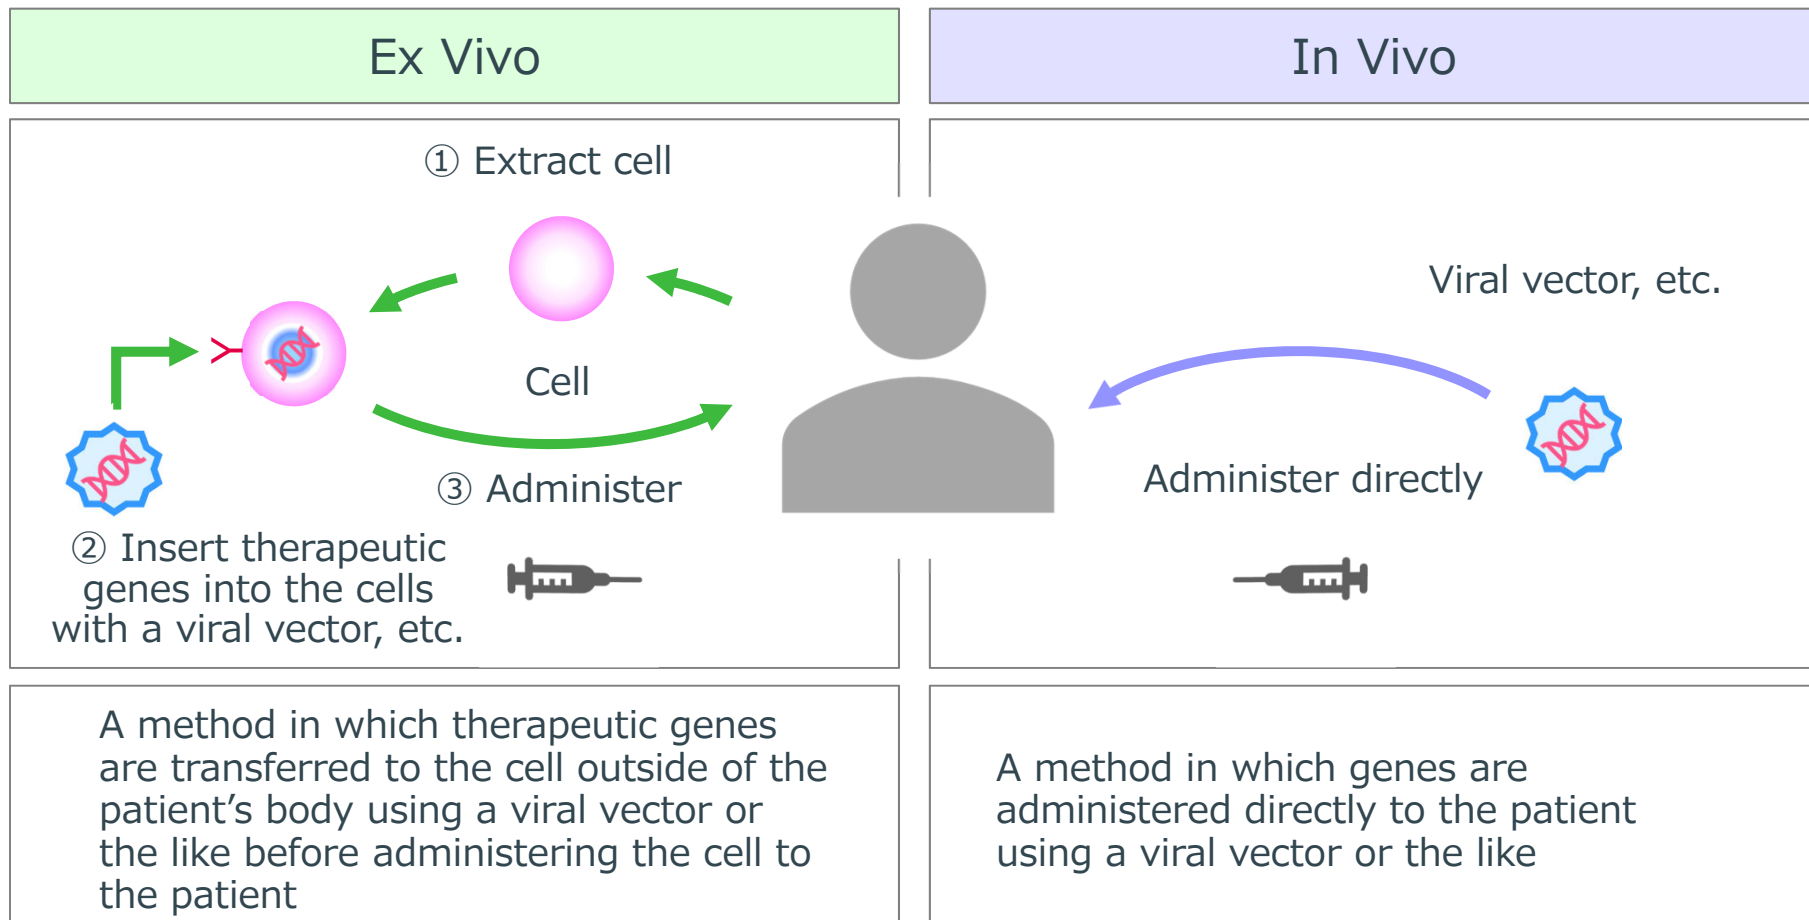 Ex Vivo
In Vivo
① Extract cell
Cell
③ Administer
② Insert therapeutic
genes into the cells
with a viral vector, etc.
Viral vector, etc.
Administer directly
A method in which therapeutic genes
are transferred to the cell outside of the
patient’s body using a viral vector or
the like before administering the cell to
the patient
A method in which genes are
administered directly to the patient
using a viral vector or the like